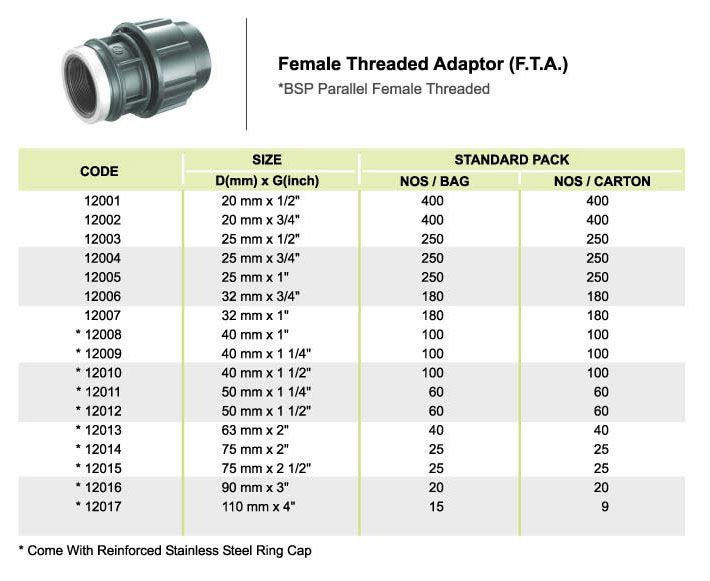 Female Threaded Adaptor (F.T.A.)
*BSP Parallel Female Threaded
CODE SIZE STANDARD PACK
D(mm) x G(inch) NOS / BAG NOS / CARTON
12001 20 mm x 1/2" 400 400
12002 20 mm x 3/4" 400 400
12003 25 mm x 1/2" 250 250
12004 25 mm x 3/4" 250 250
12005 25 mm x 1" 250 250
12006 32 mm x 3/4" 180 180
12007 32 mm x 1" 180 180
* 12008 40 mm x 1" 100 100
* 12009 40 mm x 1 1/4" 100 100
* 12010 40 mm x 1 1/2" 100 100
* 12011 50 mm x 1 1/4" 60 60
* 12012 50 mm x 1 1/2" 60 60
* 12013 63 mm x 2" 40 40
* 12014 75 mm x 2" 25 25
* 12015 75 mm x 2 1/2" 25 25
* 12016 90 mm x 3" 20 20
* 12017 110 mm x 4" 15 9
* Come With Reinforced Stainless Steel Ring Cap